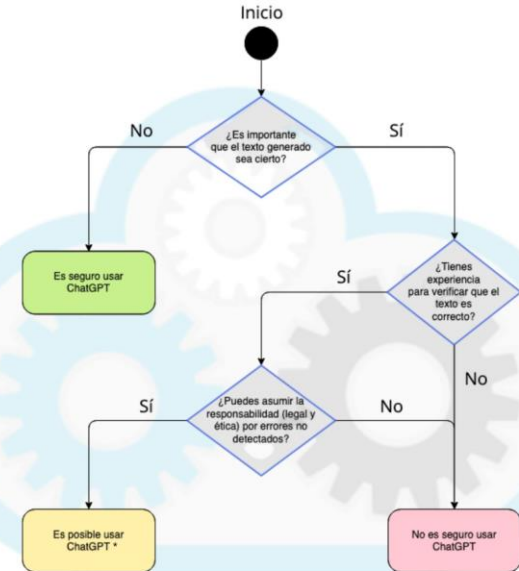 Inicio
¿Es importante
que el texto generado
sea cierto?
No
Sí
Es seguro usar
ChatGPT
¿Tienes
experiencia
para verificar que el
texto es
correcto?
Sí
No
¿Puedes asumir la
responsabilidad (legal y
ética) por errores no
detectados?
Sí
No
Es posible usar
ChatGPT *
No es seguro usar
ChatGPT